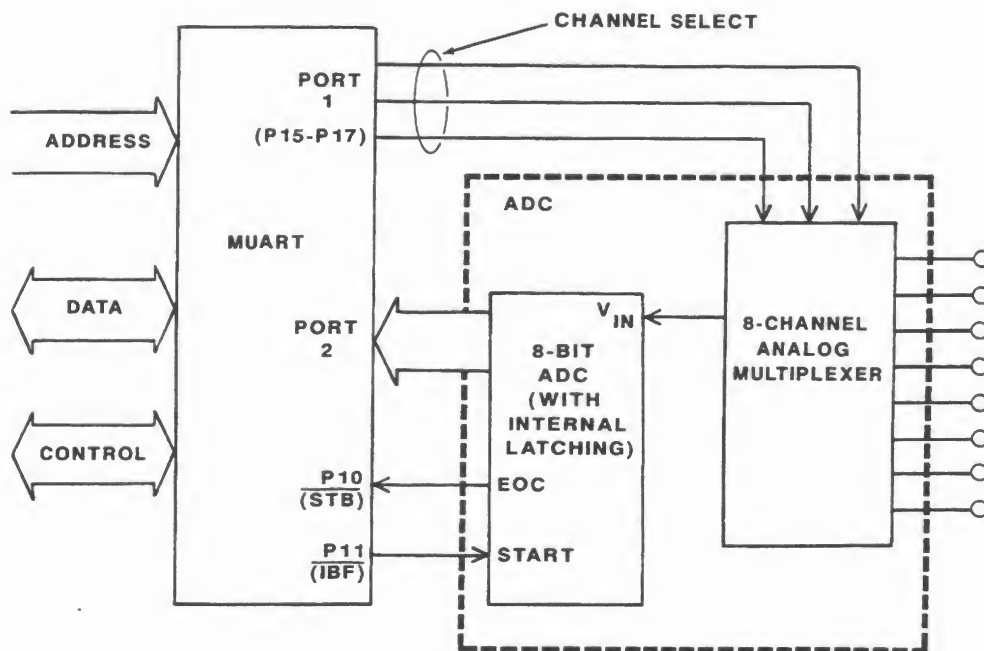 CHANNEL SELECT
PORT
1
(P15-P17)
ADDRESS
ADC
MUART
DATA
PORT
2
V
IN
8-BIT
ADC
(WITH
INTERNAL
LATCHING)
8-CHANNEL
ANALOG
MULTIPLEXER
CONTROL
P10
(STB)
EOC
P11
(IBF)
START